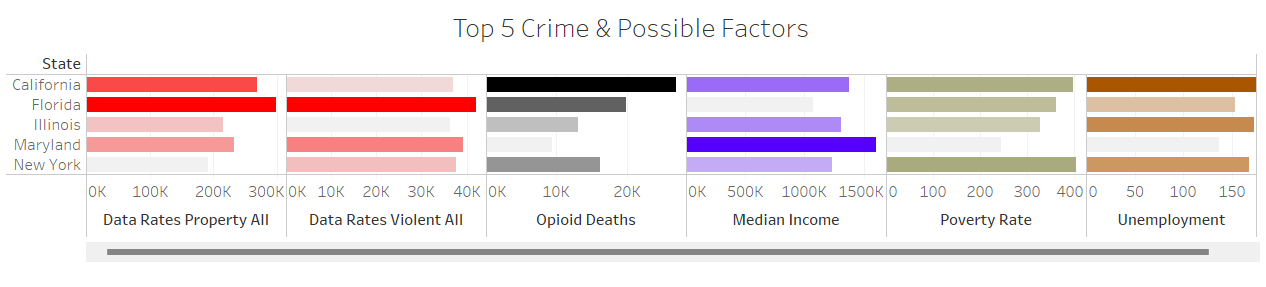 Top 5 Crime & Possible Factors
State
California
Florida
Illinois
Maryland
New York
0K 100K 200K 300K 0K 10K 20K 30K 40K 0K 10K 20K 0K 500K 1000K 1500K 0 100 200 300 400 0 50 100 150
Data Rates Property All Data Rates Violent All Opioid Deaths Median Income Poverty Rate Unemployment